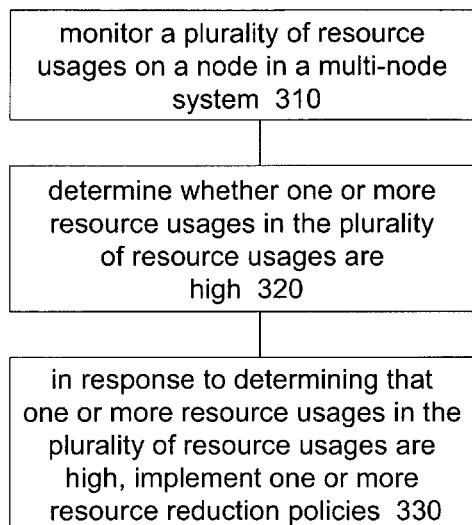 monitor a plurality of resource
usages on a node in a multi-node
system 310
determine whether one or more
resource usages in the plurality
of resource usages are
high 320
in response to determining that
one or more resource usages in the
plurality of resource usages are
high, implement one or more
resource reduction policies 330